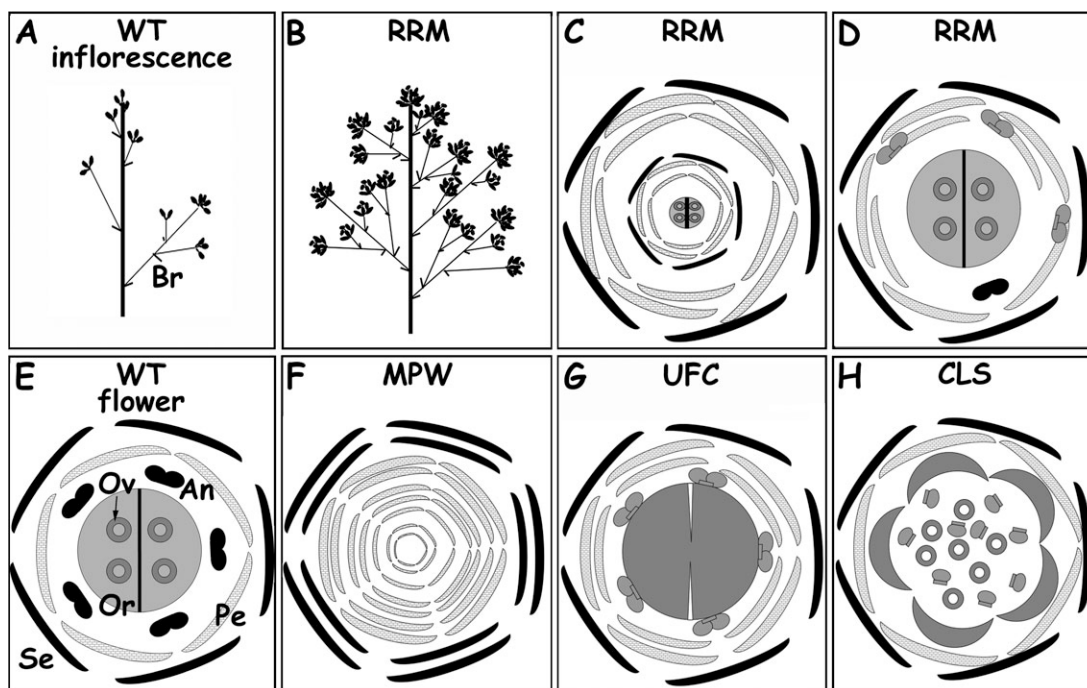 A WT
inflorescence
Br
B RRM
C RRM
D RRM
E WT
flower
Ov
An
Or
Pe
Se
F MPW
G UFC
H CLS